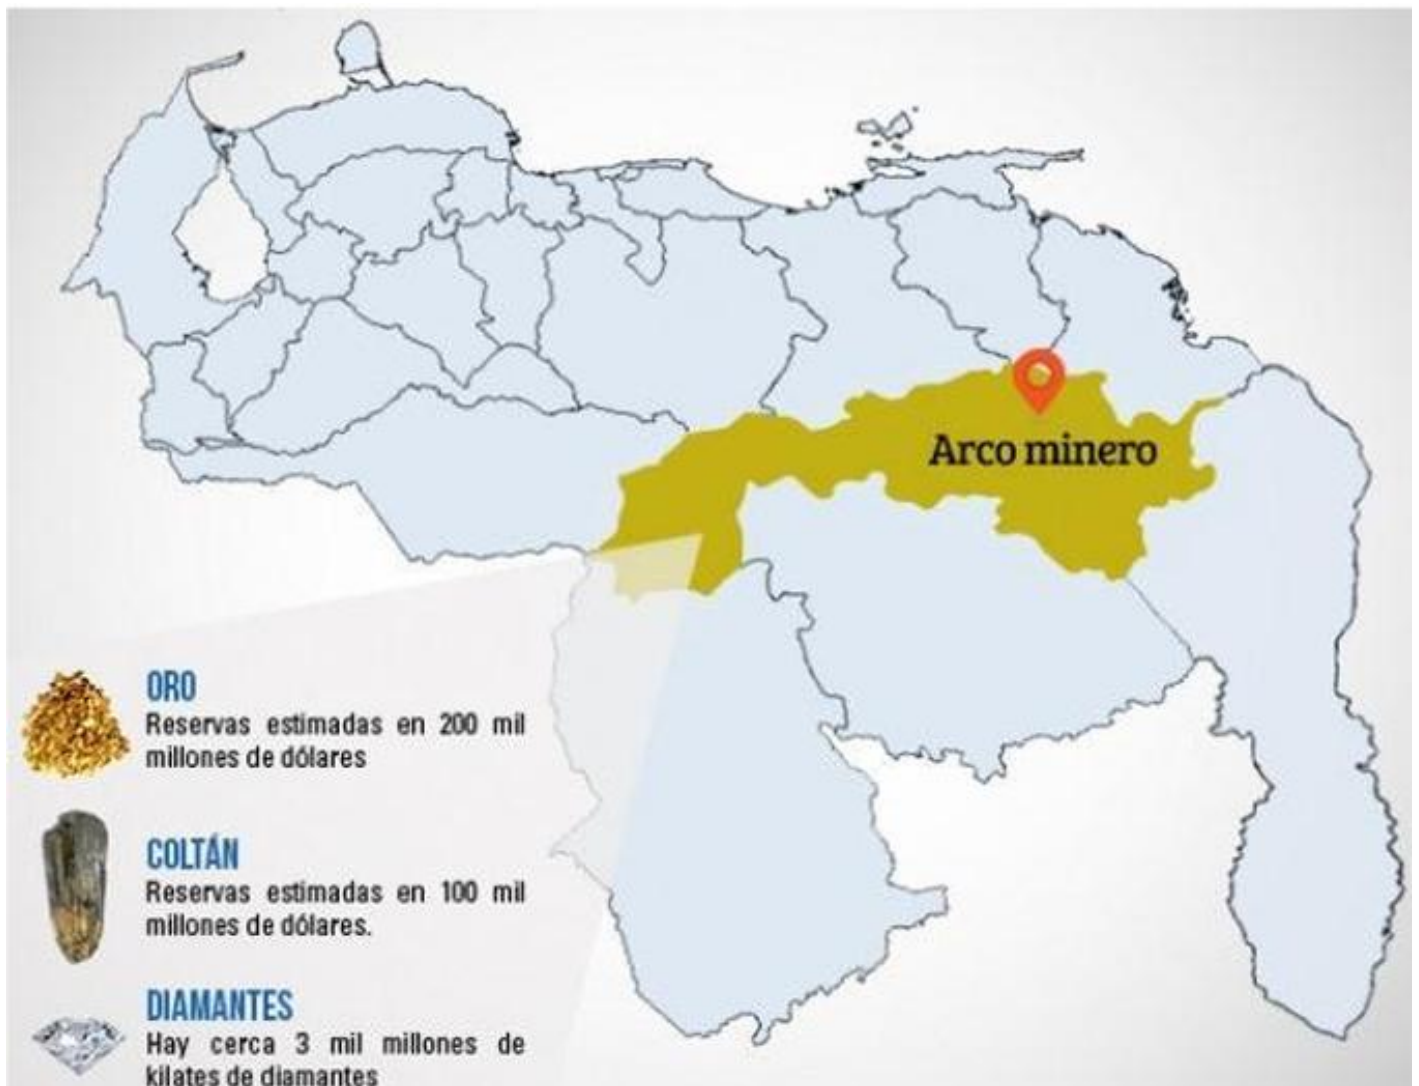 Arco minero
ORO
Reservas estimadas en 200 mil
millones de dólares
COLTÁN
Reservas estimadas en 100 mil
millones de dólares.
DIAMANTES
Hay cerca 3 mil millones de
kilates de diamantes